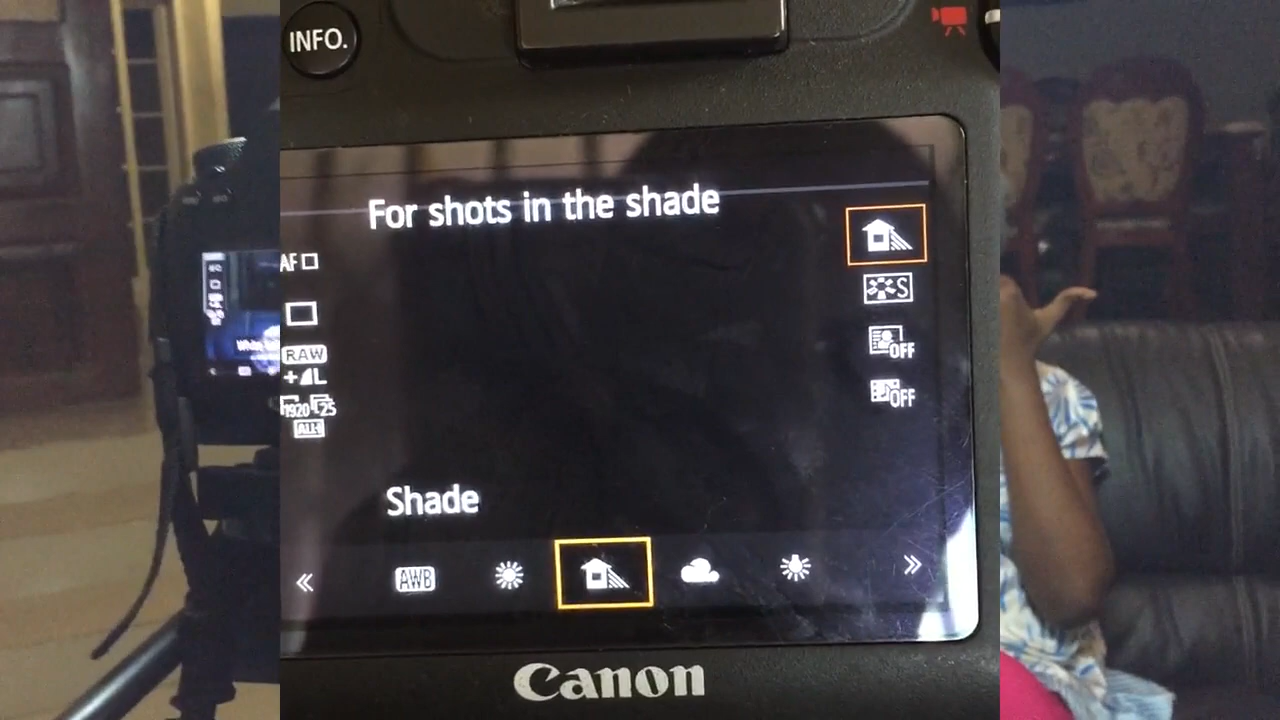 INFO.
For shots in the shade
AF
S
RAW
+L
OFF
1920 25
OFF
ALL-I
Shade
AWB
Canon